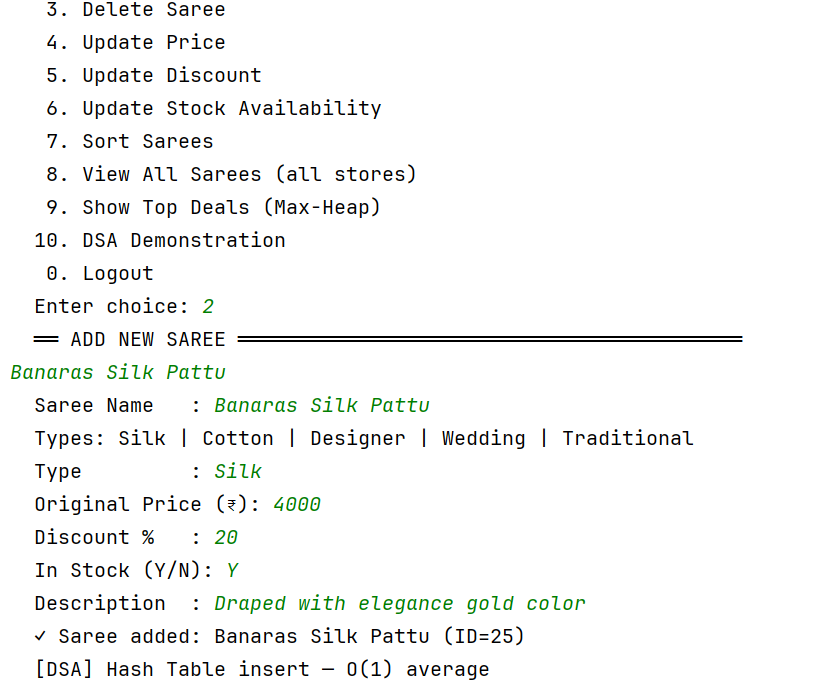 3. Delete Saree
4. Update Price
5. Update Discount
6. Update Stock Availability
7. Sort Sarees
8. View All Sarees (all stores)
9. Show Top Deals (Max-Heap)
10. DSA Demonstration
0. Logout
Enter choice: 2
══ ADD NEW SAREE ══════════════════════════════════════════
Banaras Silk Pattu
Saree Name   : Banaras Silk Pattu
Types: Silk | Cotton | Designer | Wedding | Traditional
Type         : Silk
Original Price (₹): 4000
Discount %   : 20
In Stock (Y/N): Y
Description  : Draped with elegance gold color
✓ Saree added: Banaras Silk Pattu (ID=25)
[DSA] Hash Table insert — O(1) average